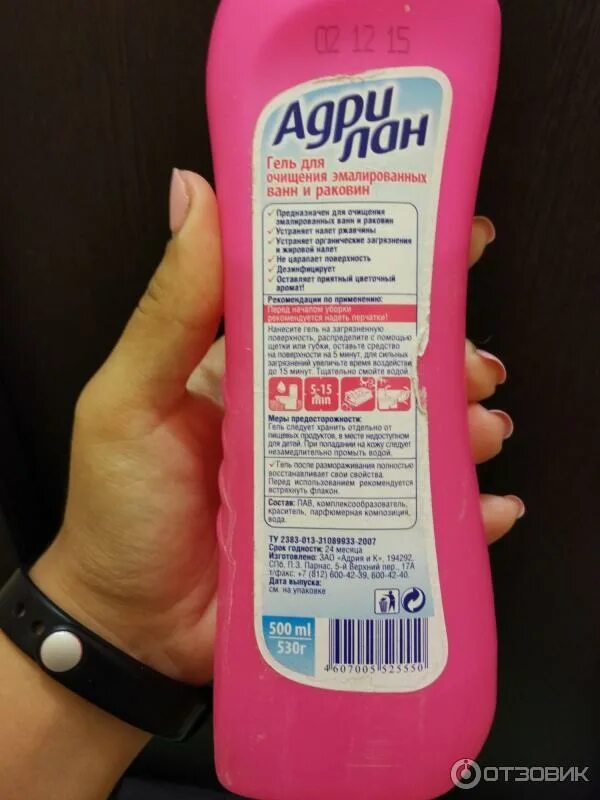 02 12 15
Адри
лан
Гель для
очищения эмалированных
ванн и раковин
✓ Предназначен для очищения
эмалированных ванн и раковин
✓ Устраняет налет ржавчины
✓ Устраняет органические загрязнения
и жировой налет
✓ Не царапает поверхность
✓ Дезинфицирует
✓ Оставляет приятный цветочный
аромат!
Рекомендации по применению:
Перед началом уборки
рекомендуется надеть перчатки!
Нанесите гель на загрязненную
поверхность, распределите с помощью
щетки или губки, оставьте средство
на поверхности на 5 минут, для сильных
загрязнений увеличьте время воздействия
до 15 минут. Тщательно смойте водой.
5-15
min
Меры предосторожности:
Гель следует хранить отдельно от
пищевых продуктов, в месте недоступном
для детей. При попадании на кожу следует
незамедлительно промыть водой.
✓ Гель после размораживания полностью
восстанавливает свои свойства.
Перед использованием рекомендуется
встряхнуть флакон.
Состав: ПАВ, комплексообразователь,
краситель, парфюмерная композиция,
вода.
ТУ 2383-013-31089933-2007
Срок годности: 24 месяца
Изготовлено: ЗАО «Адрия и К», 194292,
СПб, П.З. Парнас, 5-й Верхний пер., 17А
т/факс: +7 (812) 600-42-39, 600-42-40.
Дата выпуска:
см. на упаковке
500 ml
530г
4607005525550
ОТЗОВИК